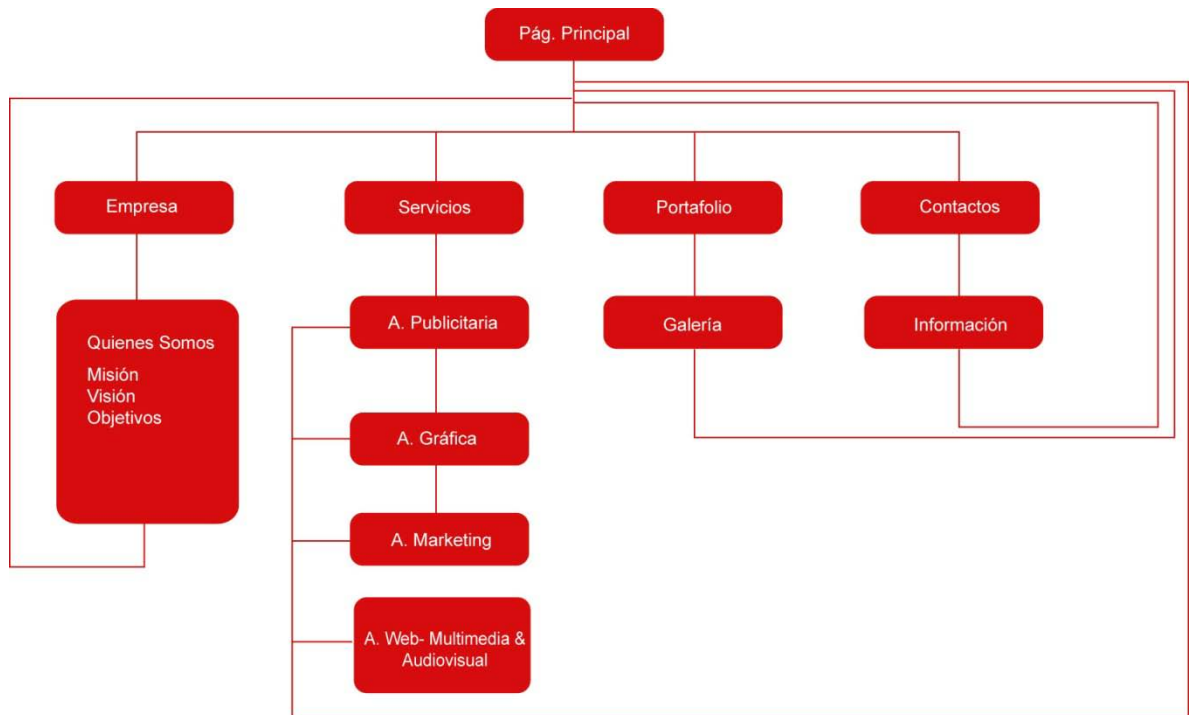 Pág. Principal
Empresa
Servicios
Portafolio
Contactos
Quienes Somos
Misión
Visión
Objetivos
A. Publicitaria
Galería
Información
A. Gráfica
A. Marketing
A. Web- Multimedia &
Audiovisual